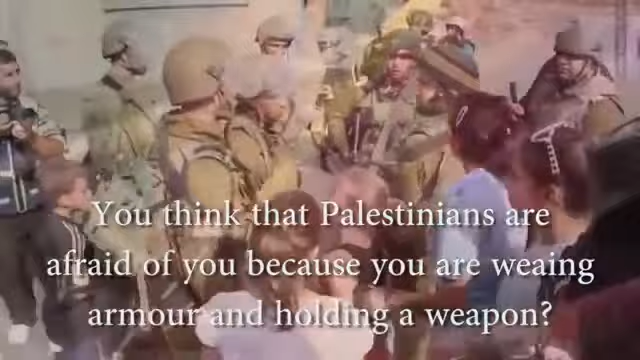 You think that Palestinians are
afraid of you because you are weaing
armour and holding a weapon?